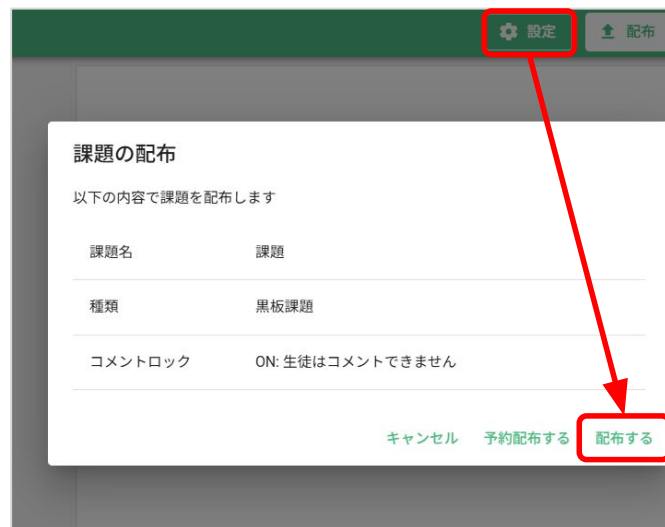 設定
配布
課題の配布
以下の内容で課題を配布します
課題名 課題
種類 黒板課題
コメントロック ON: 生徒はコメントできません
キャンセル 予約配布する 配布する